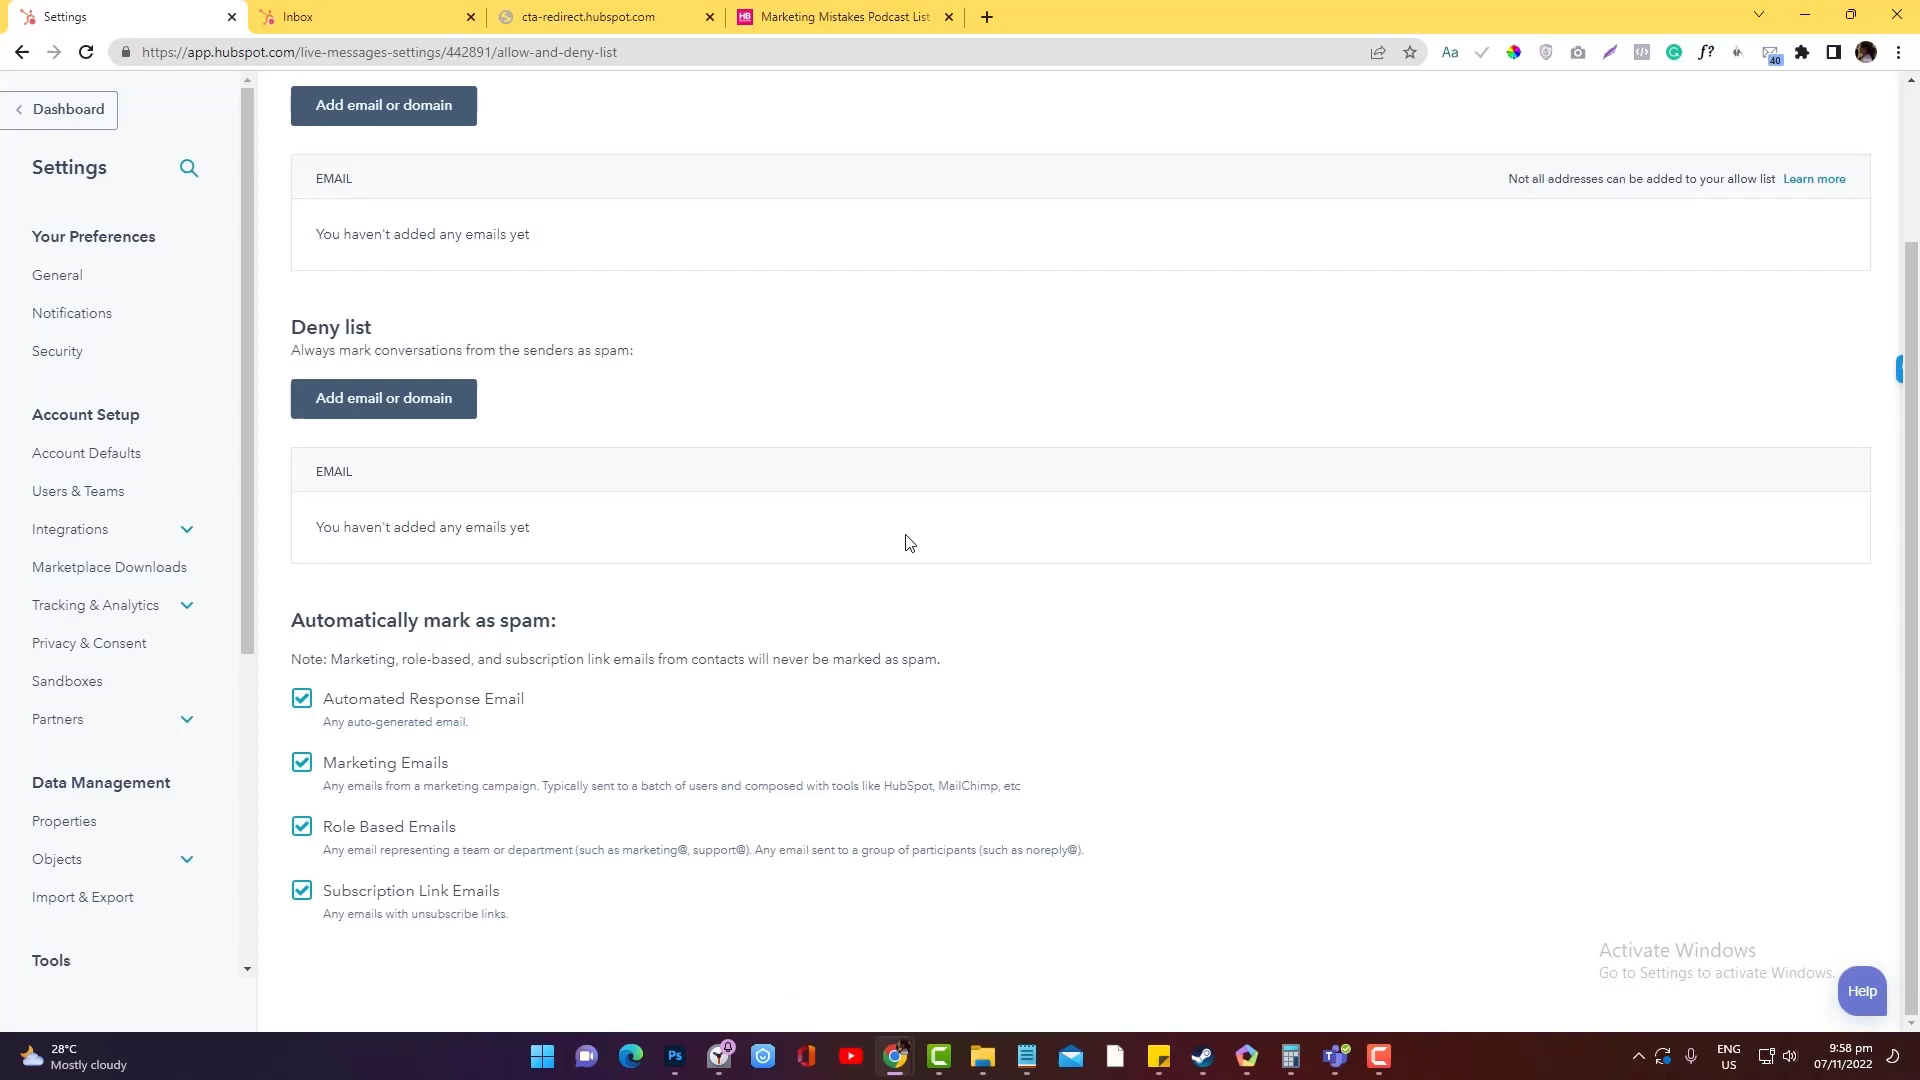 Settings
Inbox
cta-redirect.hubspot.com
Marketing Mistakes Podcast List
https://app.hubspot.com/live-messages-settings/442891/allow-and-deny-list
Aa
f?
40
Dashboard
Settings
Your Preferences
General
Notifications
Security
Account Setup
Account Defaults
Users & Teams
Integrations
Marketplace Downloads
Tracking & Analytics
Privacy & Consent
Sandboxes
Partners
Data Management
Properties
Objects
Import & Export
Tools
Add email or domain
EMAIL
Not all addresses can be added to your allow list Learn more
You haven't added any emails yet
Deny list
Always mark conversations from the senders as spam:
Add email or domain
EMAIL
You haven't added any emails yet
Automatically mark as spam:
Note: Marketing, role-based, and subscription link emails from contacts will never be marked as spam.
Automated Response Email
Any auto-generated email.
Marketing Emails
Any emails from a marketing campaign. Typically sent to a batch of users and composed with tools like HubSpot, MailChimp, etc
Role Based Emails
Any email representing a team or department (such as marketing@, support@). Any email sent to a group of participants (such as noreply@).
Subscription Link Emails
Any emails with unsubscribe links.
Activate Windows
Go to Settings to activate Windows.
Help
28°C
Mostly cloudy
Ps
ENG
US
9:58 pm
07/11/2022